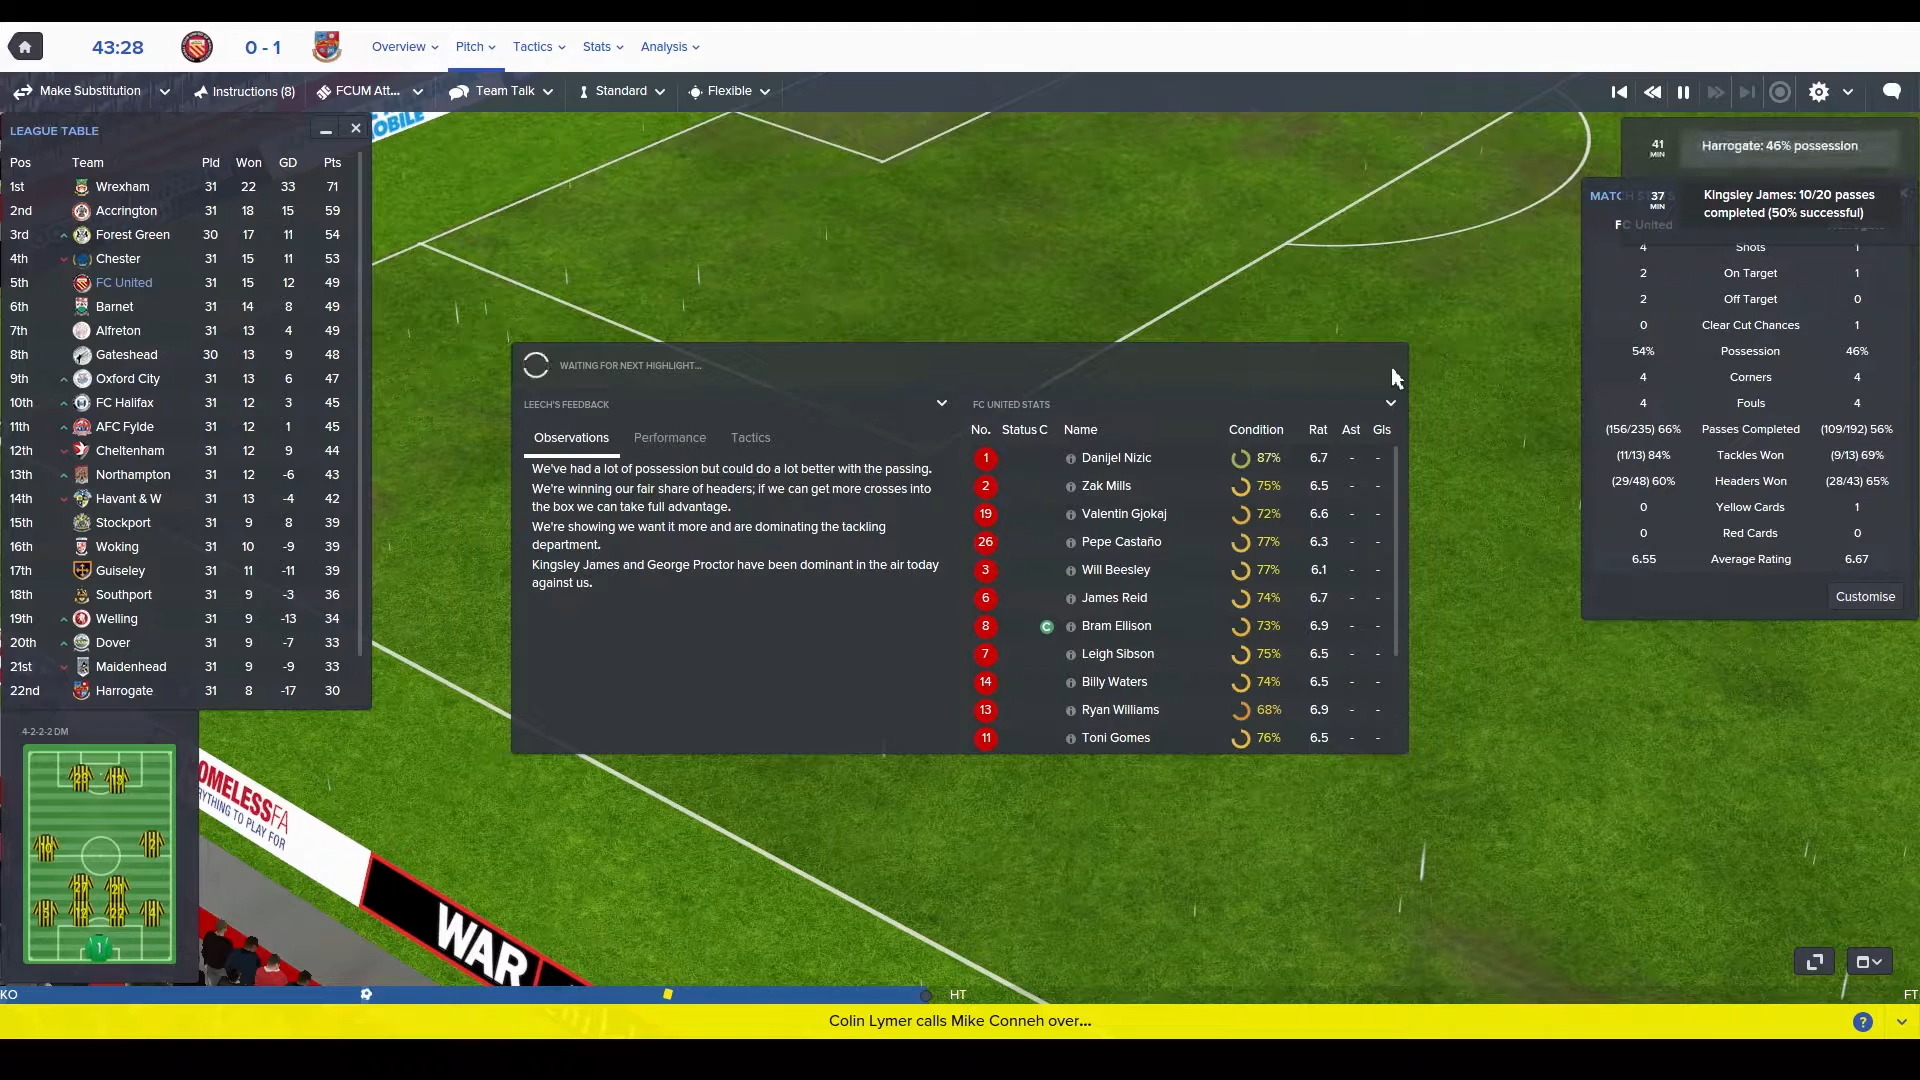 43:28 0 - 1 Overview Pitch Tactics Stats Analysis
Make Substitution Instructions (8) FCUM Att... Team Talk Standard Flexible
MOBILE
LEAGUE TABLE
Pos Team Pld Won GD Pts
1st Wrexham 31 22 33 71
2nd Accrington 31 18 15 59
3rd Forest Green 30 17 11 54
4th Chester 31 15 11 53
5th FC United 31 15 12 49
6th Barnet 31 14 8 49
7th Alfreton 31 13 4 49
8th Gateshead 30 13 9 48
9th Oxford City 31 13 6 47
10th FC Halifax 31 12 3 45
11th AFC Fylde 31 12 1 45
12th Cheltenham 31 12 9 44
13th Northampton 31 12 -6 43
14th Havant & W 31 13 -4 42
15th Stockport 31 9 8 39
16th Woking 31 10 -9 39
17th Guiseley 31 11 -11 39
18th Southport 31 9 -3 36
19th Welling 31 9 -13 34
20th Dover 31 9 -7 33
21st Maidenhead 31 9 -9 33
22nd Harrogate 31 8 -17 30
4-2-2-2 DM
WAITING FOR NEXT HIGHLIGHT...
LEECH'S FEEDBACK
Observations Performance Tactics
We've had a lot of possession but could do a lot better with the passing.
We're winning our fair share of headers; if we can get more crosses into
the box we can take full advantage.
We're showing we want it more and are dominating the tackling
department.
Kingsley James and George Proctor have been dominant in the air today
against us.
FC UNITED STATS
No. Status C Name Condition Rat Ast Gls
1 Danijel Nizic 87% 6.7 - -
2 Zak Mills 75% 6.5 - -
19 Valentin Gjokaj 72% 6.6 - -
26 Pepe Castaño 77% 6.3 - -
3 Will Beesley 77% 6.1 - -
6 James Reid 74% 6.7 - -
8 C Bram Ellison 73% 6.9 - -
7 Leigh Sibson 75% 6.5 - -
14 Billy Waters 74% 6.5 - -
13 Ryan Williams 68% 6.9 - -
11 Toni Gomes 76% 6.5 - -
41 MIN Harrogate: 46% possession
37 MIN Kingsley James: 10/20 passes
completed (50% successful)
FC United
4 Shots 1
2 On Target 1
2 Off Target 0
0 Clear Cut Chances 1
54% Possession 46%
4 Corners 4
4 Fouls 4
(156/235) 66% Passes Completed (109/192) 56%
(11/13) 84% Tackles Won (9/13) 69%
(29/48) 60% Headers Won (28/43) 65%
0 Yellow Cards 1
0 Red Cards 0
6.55 Average Rating 6.67
Customise
OMELESSFA
RYTHING TO PLAY FOR
WAR
KO HT FT
Colin Lymer calls Mike Conneh over...
?